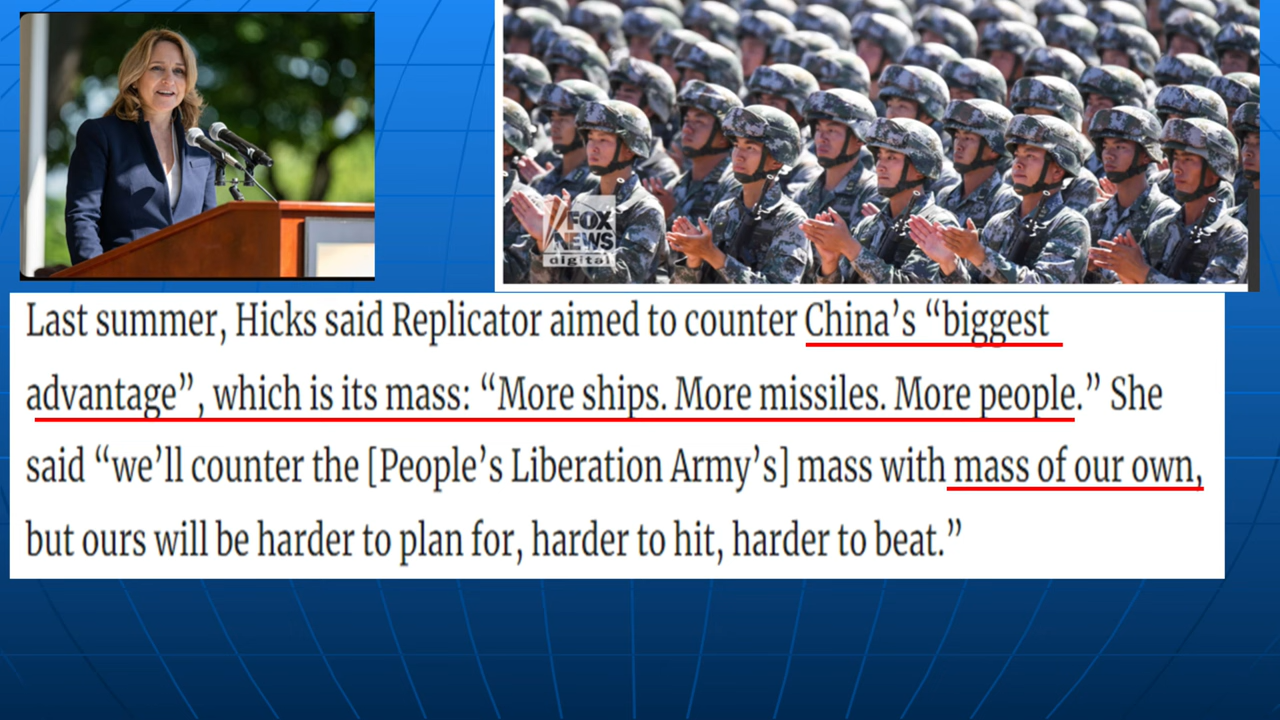 FOX
NEWS
digital
Last summer, Hicks said Replicator aimed to counter China’s “biggest
advantage”, which is its mass: “More ships. More missiles. More people.” She
said “we’ll counter the [People’s Liberation Army’s] mass with mass of our own,
but ours will be harder to plan for, harder to hit, harder to beat.”